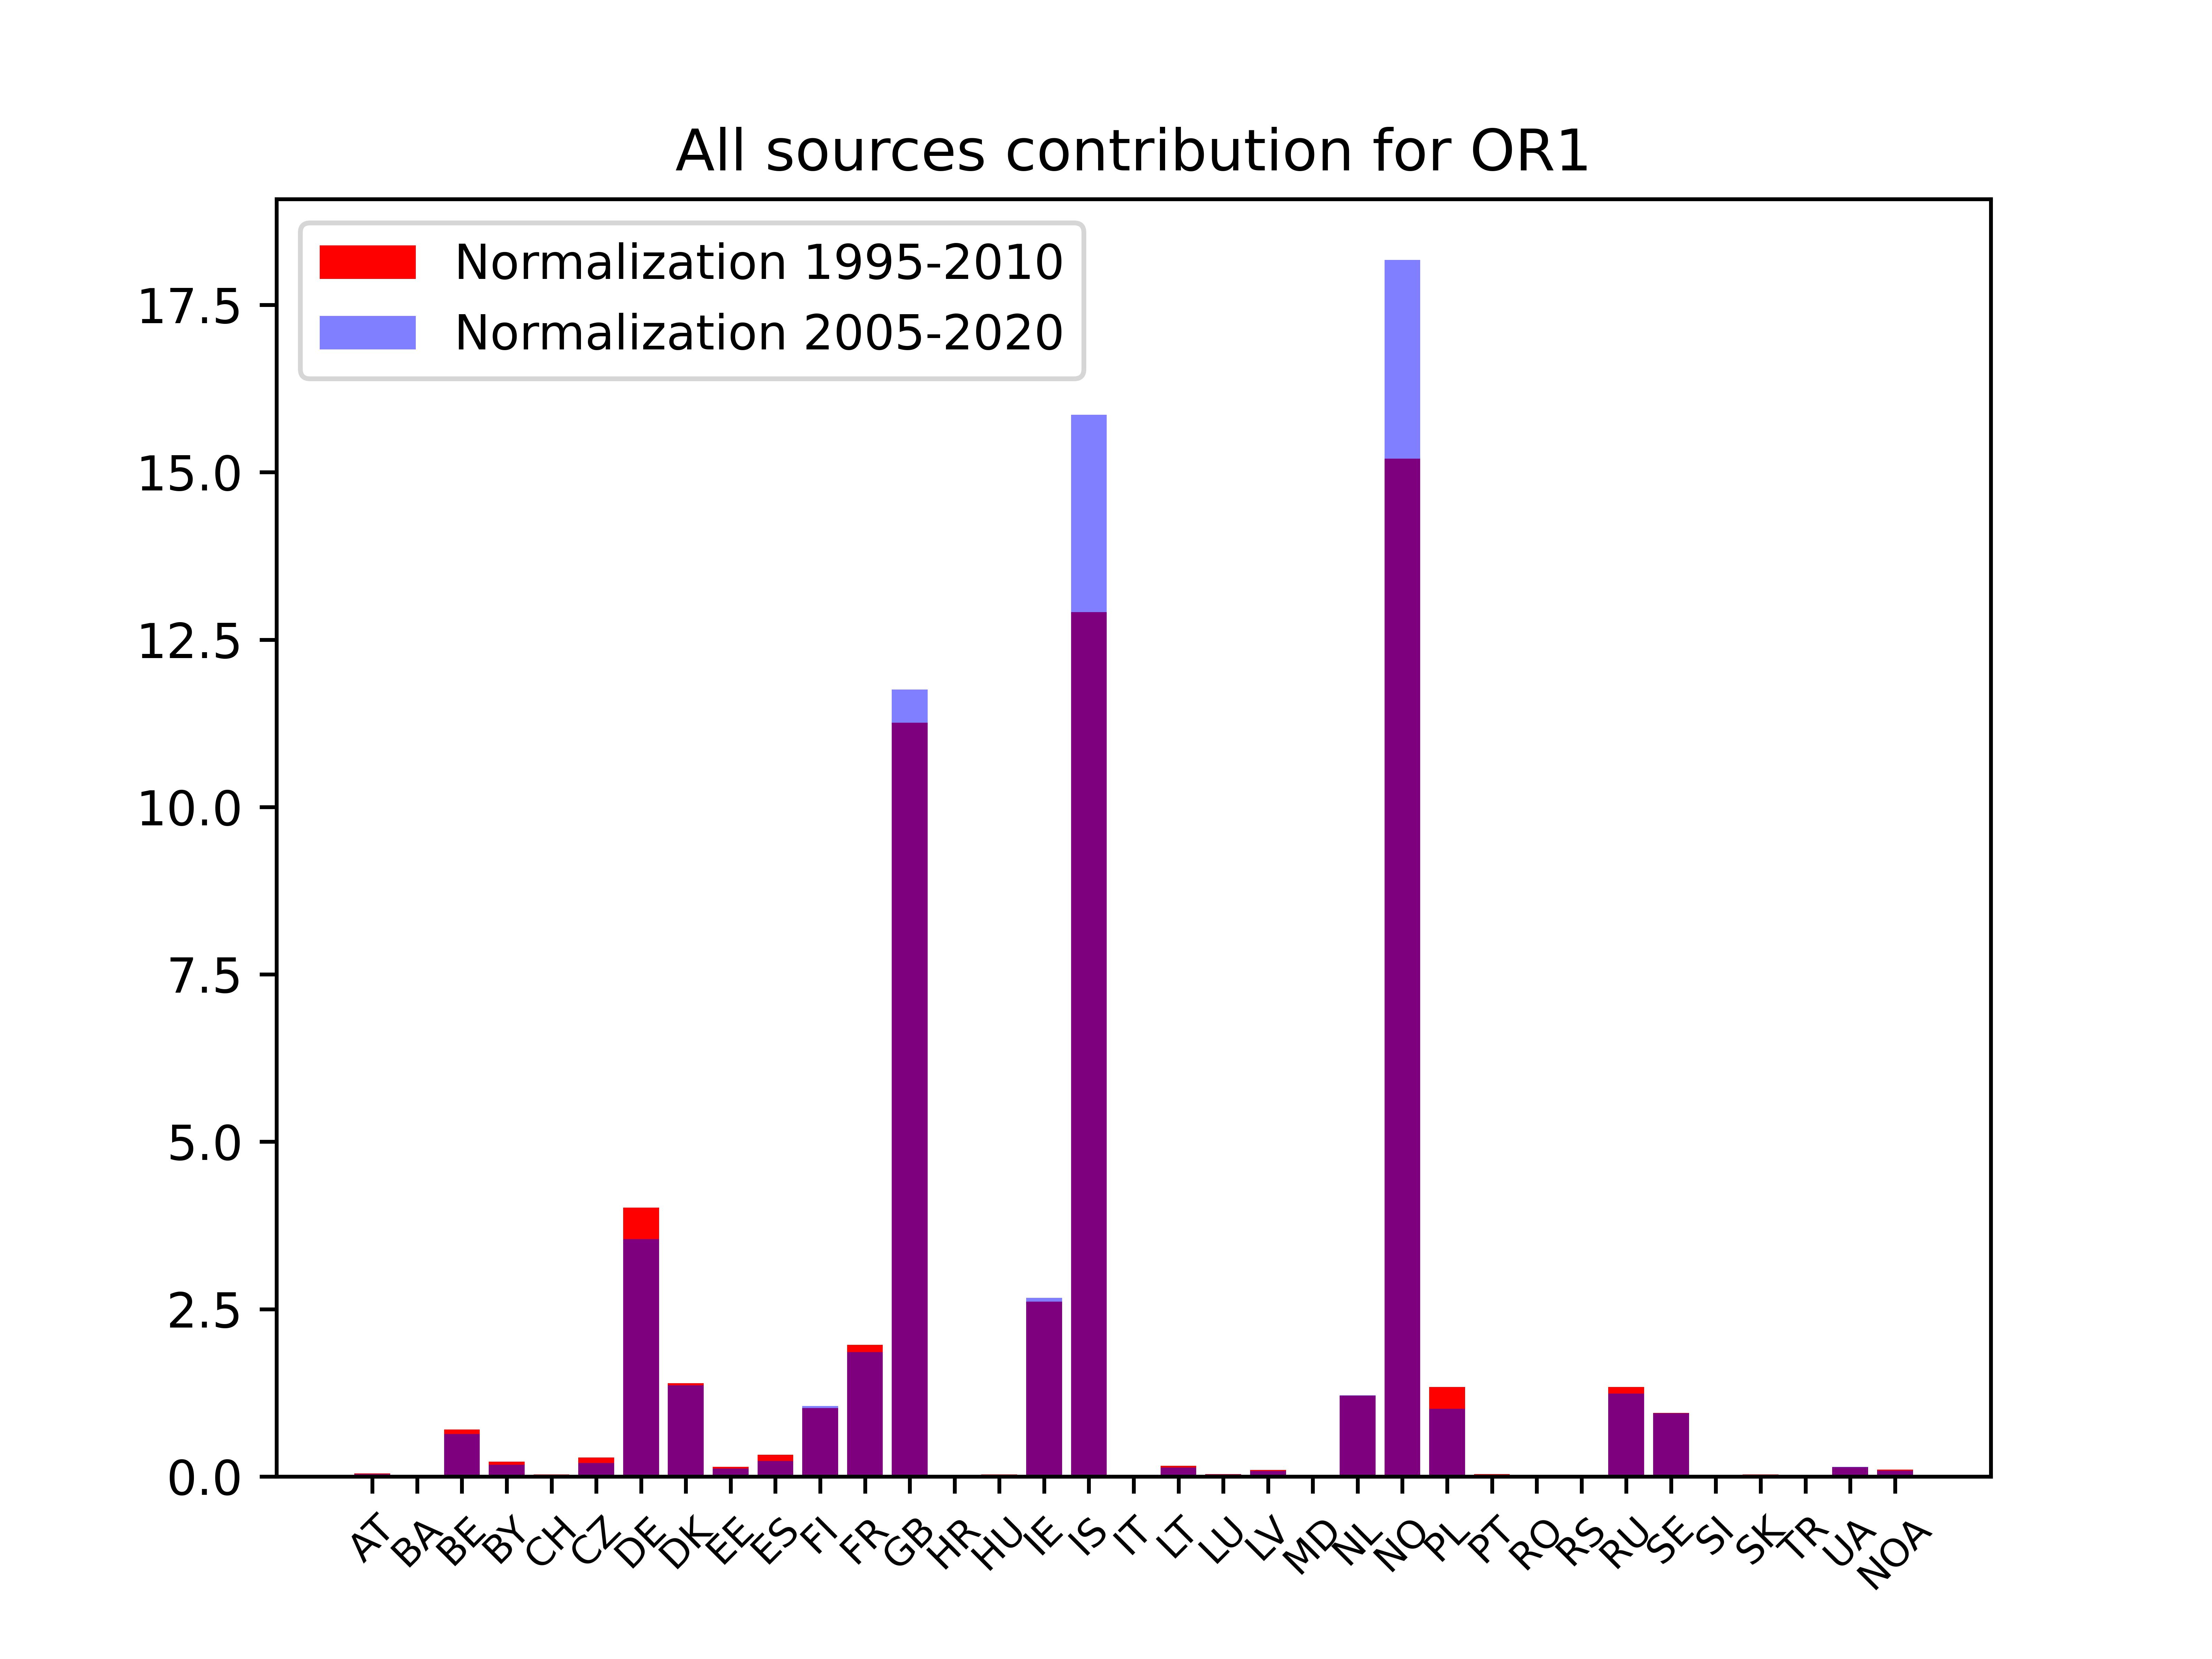 All sources contribution for OR1
Normalization 1995-2010
Normalization 2005-2020
17.5
15.0
12.5
10.0
7.5
5.0
2.5
0.0
AT BA BE BY CH CZ DE DK EE ES FI FR GB HR HU IE IS IT LT LU LV MD NL NO PL PT RO RS RU SE SI SK TR UA NOA